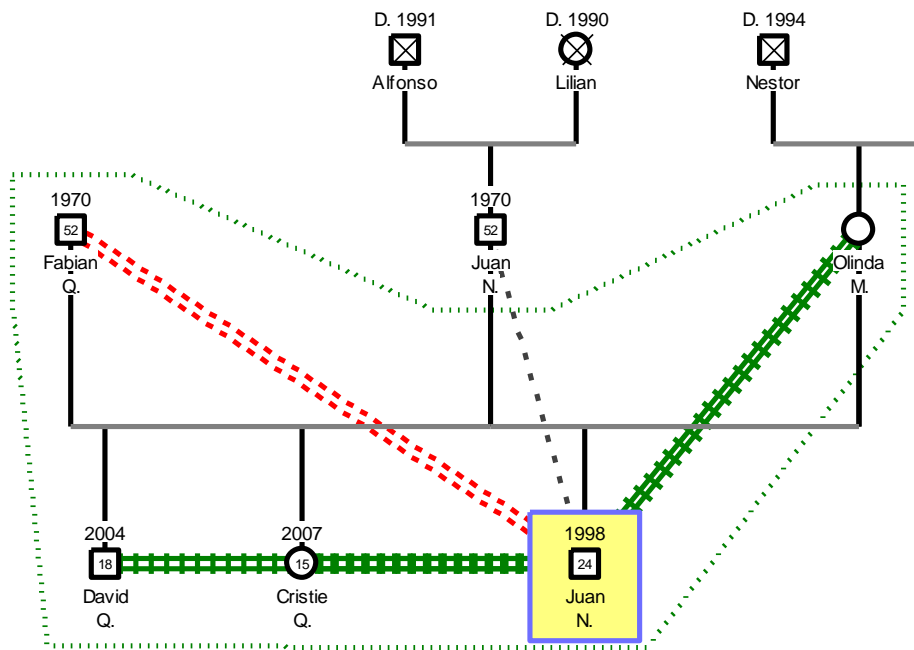 D. 1991 D. 1990 D. 1994
Alfonso Lilian Nestor
1970 1970
52 52
Fabian Juan Olinda
Q. N. M.
2004 2007 1998
18 15 24
David Cristie Juan
Q. Q. N.